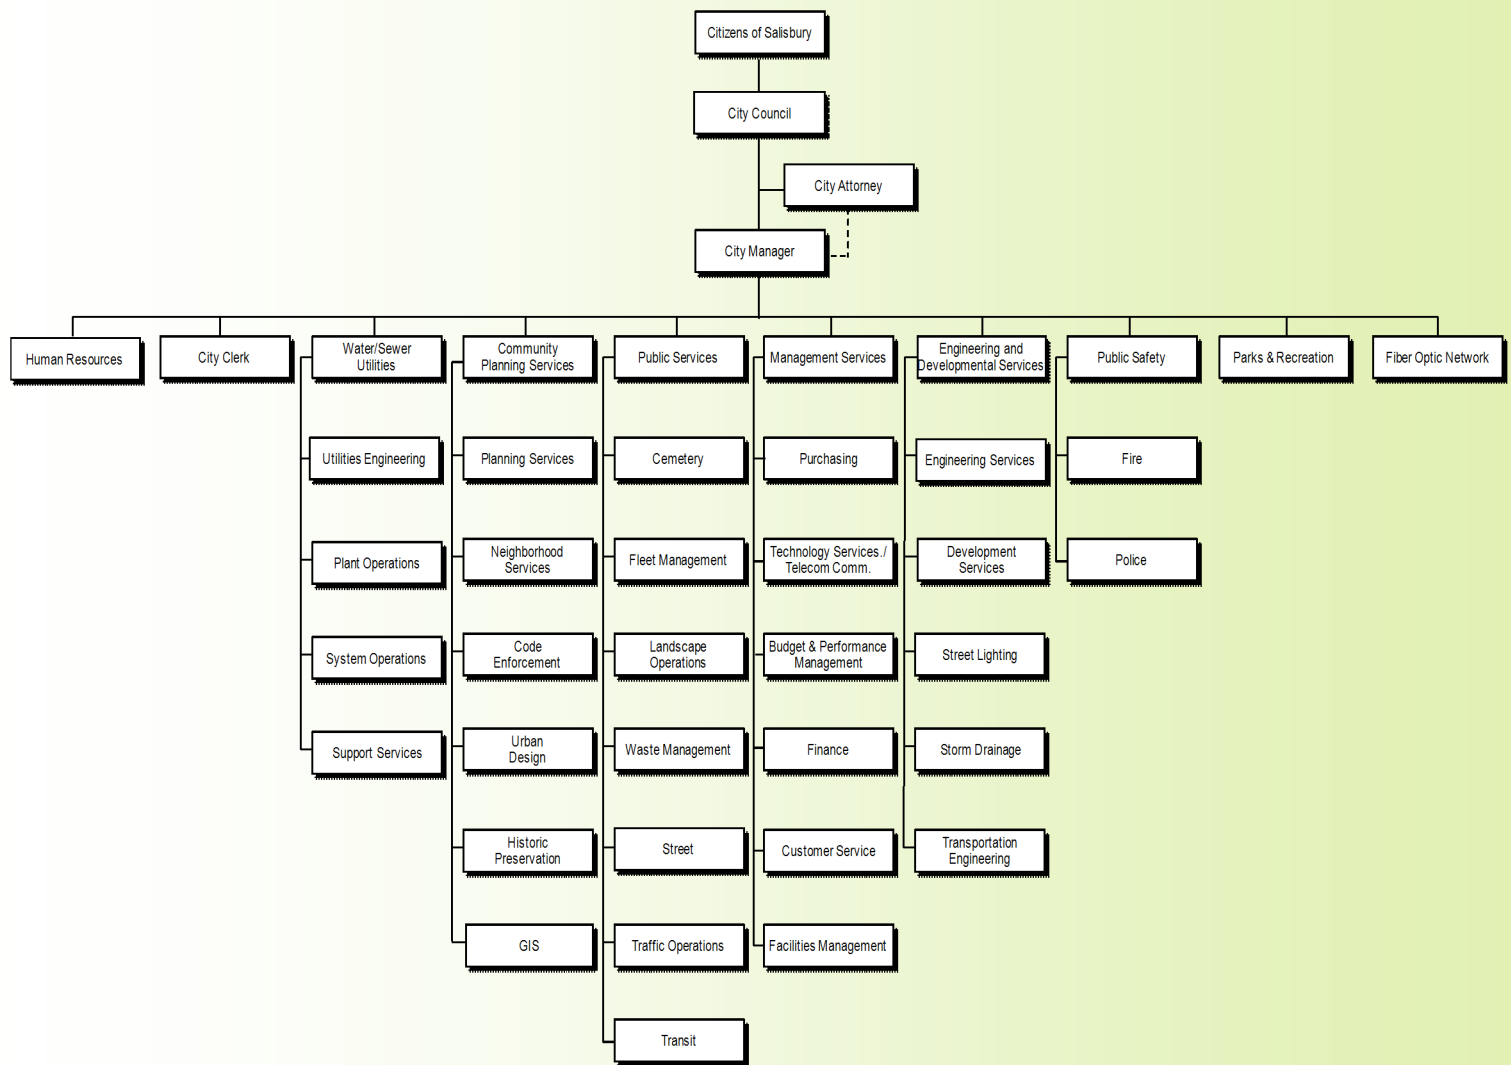 Citizens of Salisbury
City Council
City Attorney
City Manager
Human Resources
City Clerk
Water/Sewer
Utilities
Community
Planning Services
Public Services
Management Services
Engineering and
Developmental Services
Public Safety
Parks & Recreation
Fiber Optic Network
Utilities Engineering
Planning Services
Cemetery
Purchasing
Engineering Services
Fire
Plant Operations
Neighborhood
Services
Fleet Management
Technology Services./
Telecom Comm.
Development
Services
Police
System Operations
Code
Enforcement
Landscape
Operations
Budget & Performance
Management
Street Lighting
Support Services
Urban
Design
Waste Management
Finance
Storm Drainage
Historic
Preservation
Street
Customer Service
Transportation
Engineering
GIS
Traffic Operations
Facilities Management
Transit